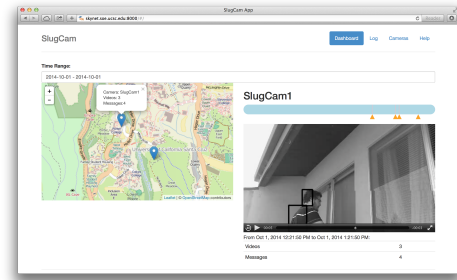 SlugCam App
skynet.soe.ucsc.edu:8000/#/
Reader
SlugCam
Dashboard
Log
Cameras
Help
Time Range:
2014-10-01 - 2014-10-01
+
−
Camera: SlugCam1
Videos: 3
Messages:4
Leaflet | © OpenStreetMap contributors
SlugCam1
From Oct 1, 2014 12:21:50 PM to Oct 1, 2014 1:21:50 PM:
Videos 3
Messages 4